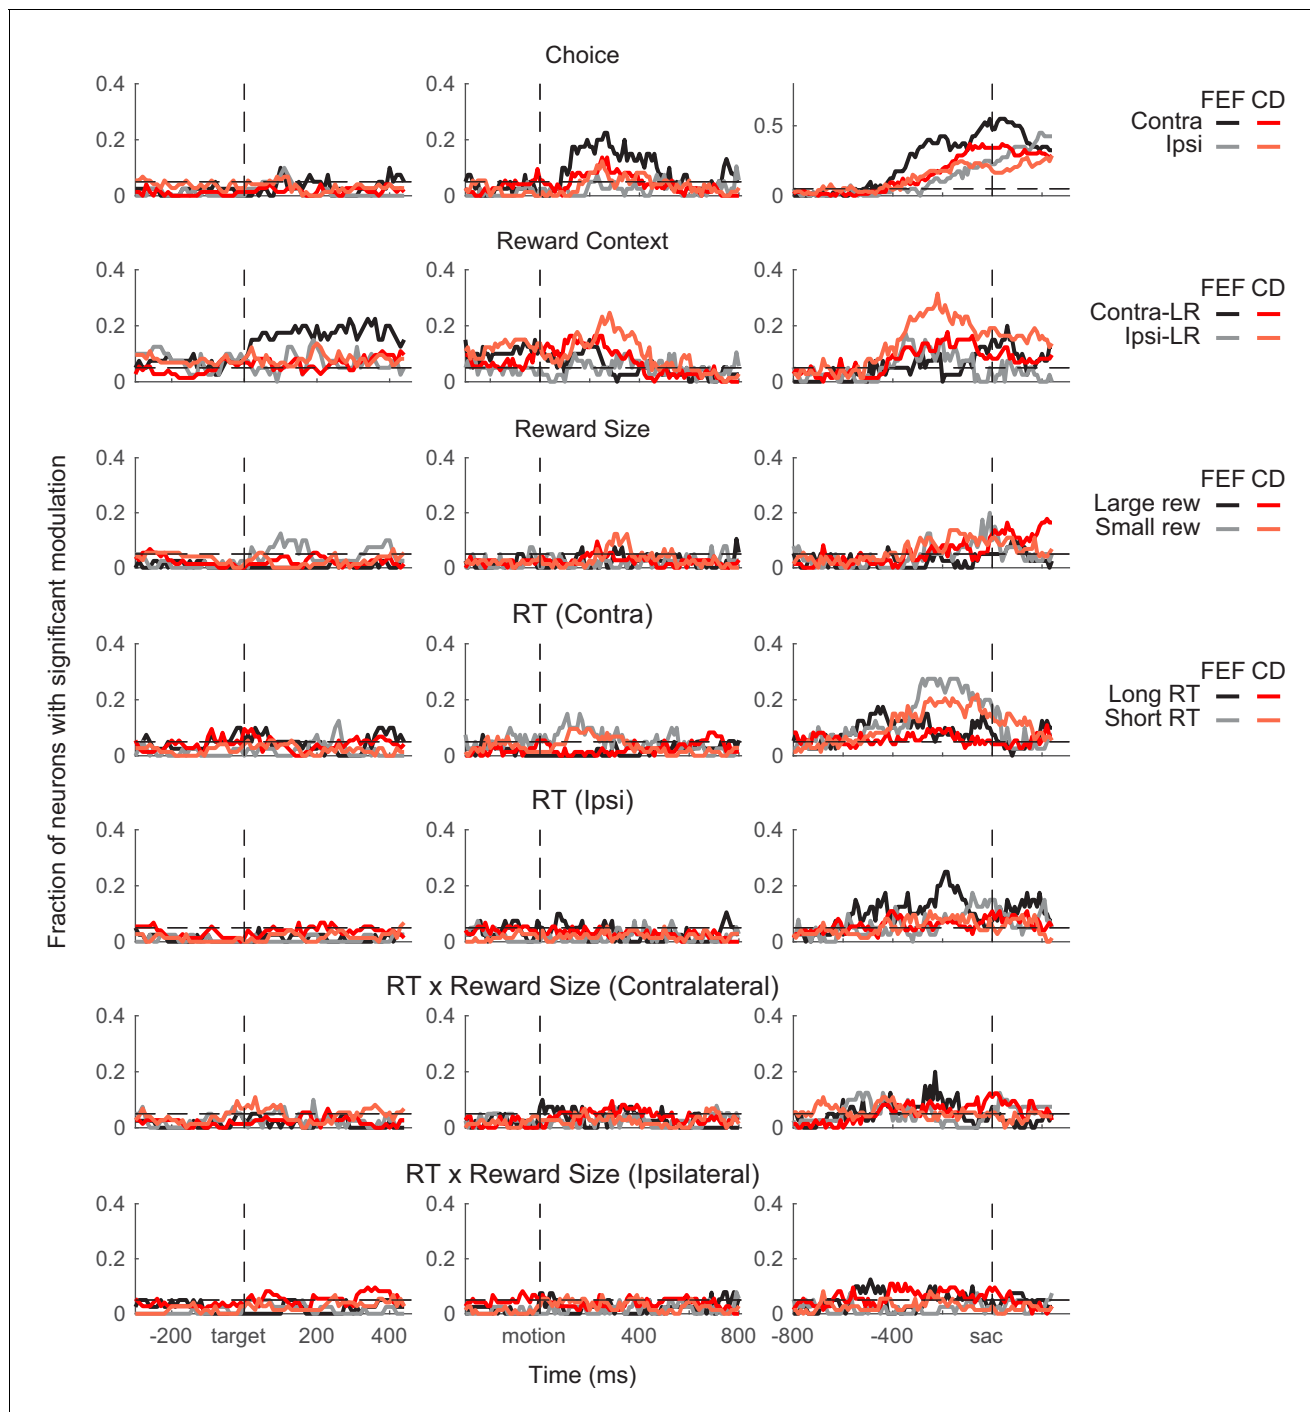 Choice
0.4
0.2
0
0.4
0.2
0
0.5
0
FEF CD
Contra
Ipsi
Reward Context
0.4
0.2
0
0.4
0.2
0
0.4
0.2
0
FEF CD
Contra-LR
Ipsi-LR
Reward Size
0.4
0.2
0
0.4
0.2
0
0.4
0.2
0
FEF CD
Large rew
Small rew
Fraction of neurons with significant modulation
RT (Contra)
0.4
0.2
0
0.4
0.2
0
0.4
0.2
0
FEF CD
Long RT
Short RT
RT (Ipsi)
0.4
0.2
0
0.4
0.2
0
0.4
0.2
0
RT x Reward Size (Contralateral)
0.4
0.2
0
0.4
0.2
0
0.4
0.2
0
RT x Reward Size (Ipsilateral)
0.4
0.2
0
0.4
0.2
0
0.4
0.2
0
-200 target 200 400
motion 400 800
-800 -400 sac
Time (ms)